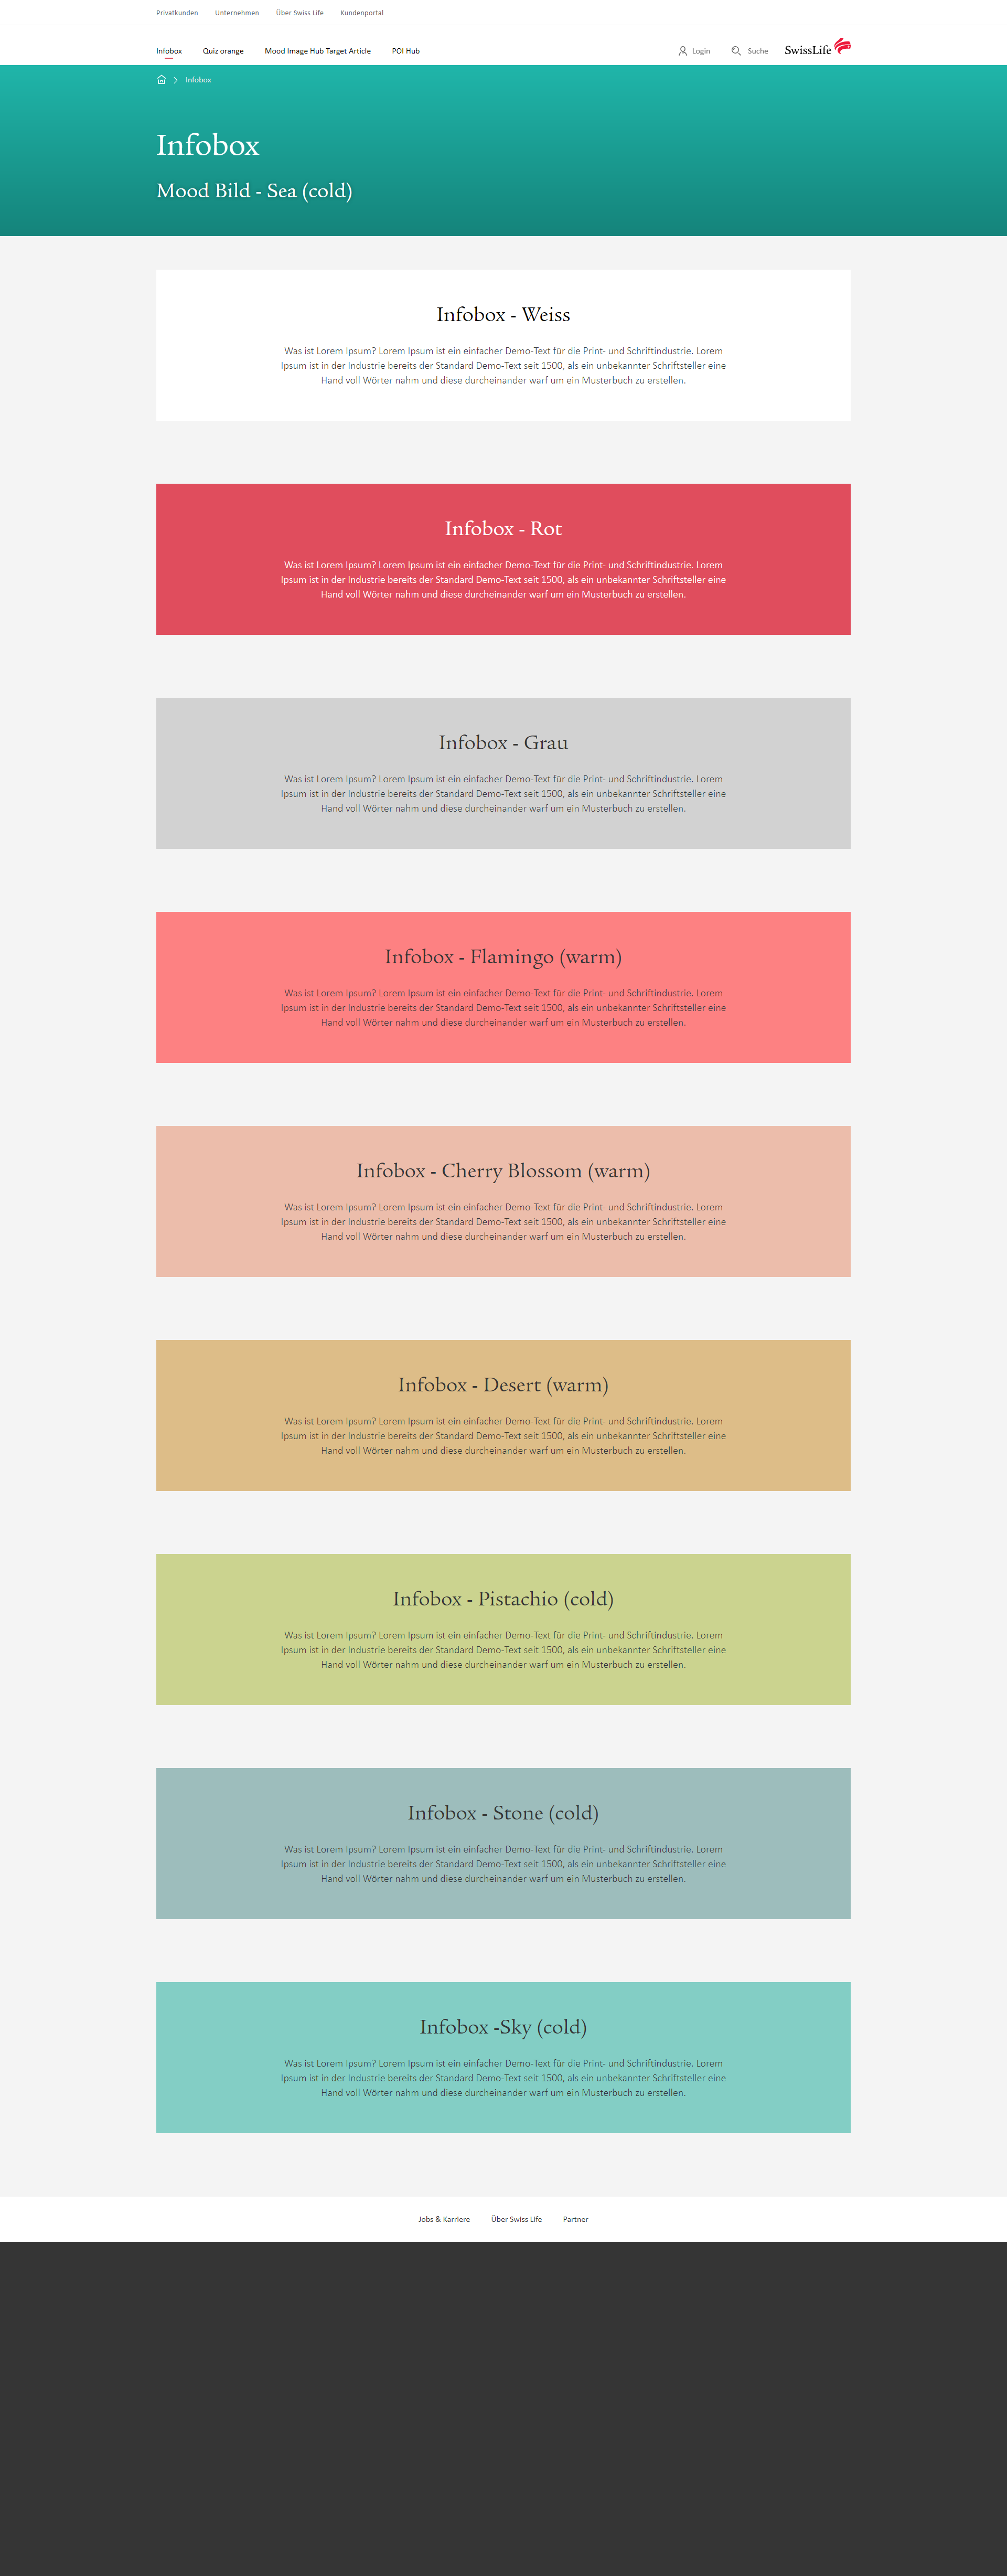 Privatkunden Unternehmen Über Swiss Life Kundenportal
Infobox Quiz orange Mood Image Hub Target Article POI Hub Login Suche SwissLife
Infobox
Infobox
Mood Bild - Sea (cold)
Infobox - Weiss
Was ist Lorem Ipsum? Lorem Ipsum ist ein einfacher Demo-Text für die Print- und Schriftindustrie. Lorem
Ipsum ist in der Industrie bereits der Standard Demo-Text seit 1500, als ein unbekannter Schriftsteller eine
Hand voll Wörter nahm und diese durcheinander warf um ein Musterbuch zu erstellen.
Infobox - Rot
Was ist Lorem Ipsum? Lorem Ipsum ist ein einfacher Demo-Text für die Print- und Schriftindustrie. Lorem
Ipsum ist in der Industrie bereits der Standard Demo-Text seit 1500, als ein unbekannter Schriftsteller eine
Hand voll Wörter nahm und diese durcheinander warf um ein Musterbuch zu erstellen.
Infobox - Grau
Was ist Lorem Ipsum? Lorem Ipsum ist ein einfacher Demo-Text für die Print- und Schriftindustrie. Lorem
Ipsum ist in der Industrie bereits der Standard Demo-Text seit 1500, als ein unbekannter Schriftsteller eine
Hand voll Wörter nahm und diese durcheinander warf um ein Musterbuch zu erstellen.
Infobox - Flamingo (warm)
Was ist Lorem Ipsum? Lorem Ipsum ist ein einfacher Demo-Text für die Print- und Schriftindustrie. Lorem
Ipsum ist in der Industrie bereits der Standard Demo-Text seit 1500, als ein unbekannter Schriftsteller eine
Hand voll Wörter nahm und diese durcheinander warf um ein Musterbuch zu erstellen.
Infobox - Cherry Blossom (warm)
Was ist Lorem Ipsum? Lorem Ipsum ist ein einfacher Demo-Text für die Print- und Schriftindustrie. Lorem
Ipsum ist in der Industrie bereits der Standard Demo-Text seit 1500, als ein unbekannter Schriftsteller eine
Hand voll Wörter nahm und diese durcheinander warf um ein Musterbuch zu erstellen.
Infobox - Desert (warm)
Was ist Lorem Ipsum? Lorem Ipsum ist ein einfacher Demo-Text für die Print- und Schriftindustrie. Lorem
Ipsum ist in der Industrie bereits der Standard Demo-Text seit 1500, als ein unbekannter Schriftsteller eine
Hand voll Wörter nahm und diese durcheinander warf um ein Musterbuch zu erstellen.
Infobox - Pistachio (cold)
Was ist Lorem Ipsum? Lorem Ipsum ist ein einfacher Demo-Text für die Print- und Schriftindustrie. Lorem
Ipsum ist in der Industrie bereits der Standard Demo-Text seit 1500, als ein unbekannter Schriftsteller eine
Hand voll Wörter nahm und diese durcheinander warf um ein Musterbuch zu erstellen.
Infobox - Stone (cold)
Was ist Lorem Ipsum? Lorem Ipsum ist ein einfacher Demo-Text für die Print- und Schriftindustrie. Lorem
Ipsum ist in der Industrie bereits der Standard Demo-Text seit 1500, als ein unbekannter Schriftsteller eine
Hand voll Wörter nahm und diese durcheinander warf um ein Musterbuch zu erstellen.
Infobox -Sky (cold)
Was ist Lorem Ipsum? Lorem Ipsum ist ein einfacher Demo-Text für die Print- und Schriftindustrie. Lorem
Ipsum ist in der Industrie bereits der Standard Demo-Text seit 1500, als ein unbekannter Schriftsteller eine
Hand voll Wörter nahm und diese durcheinander warf um ein Musterbuch zu erstellen.
Jobs & Karriere Über Swiss Life Partner